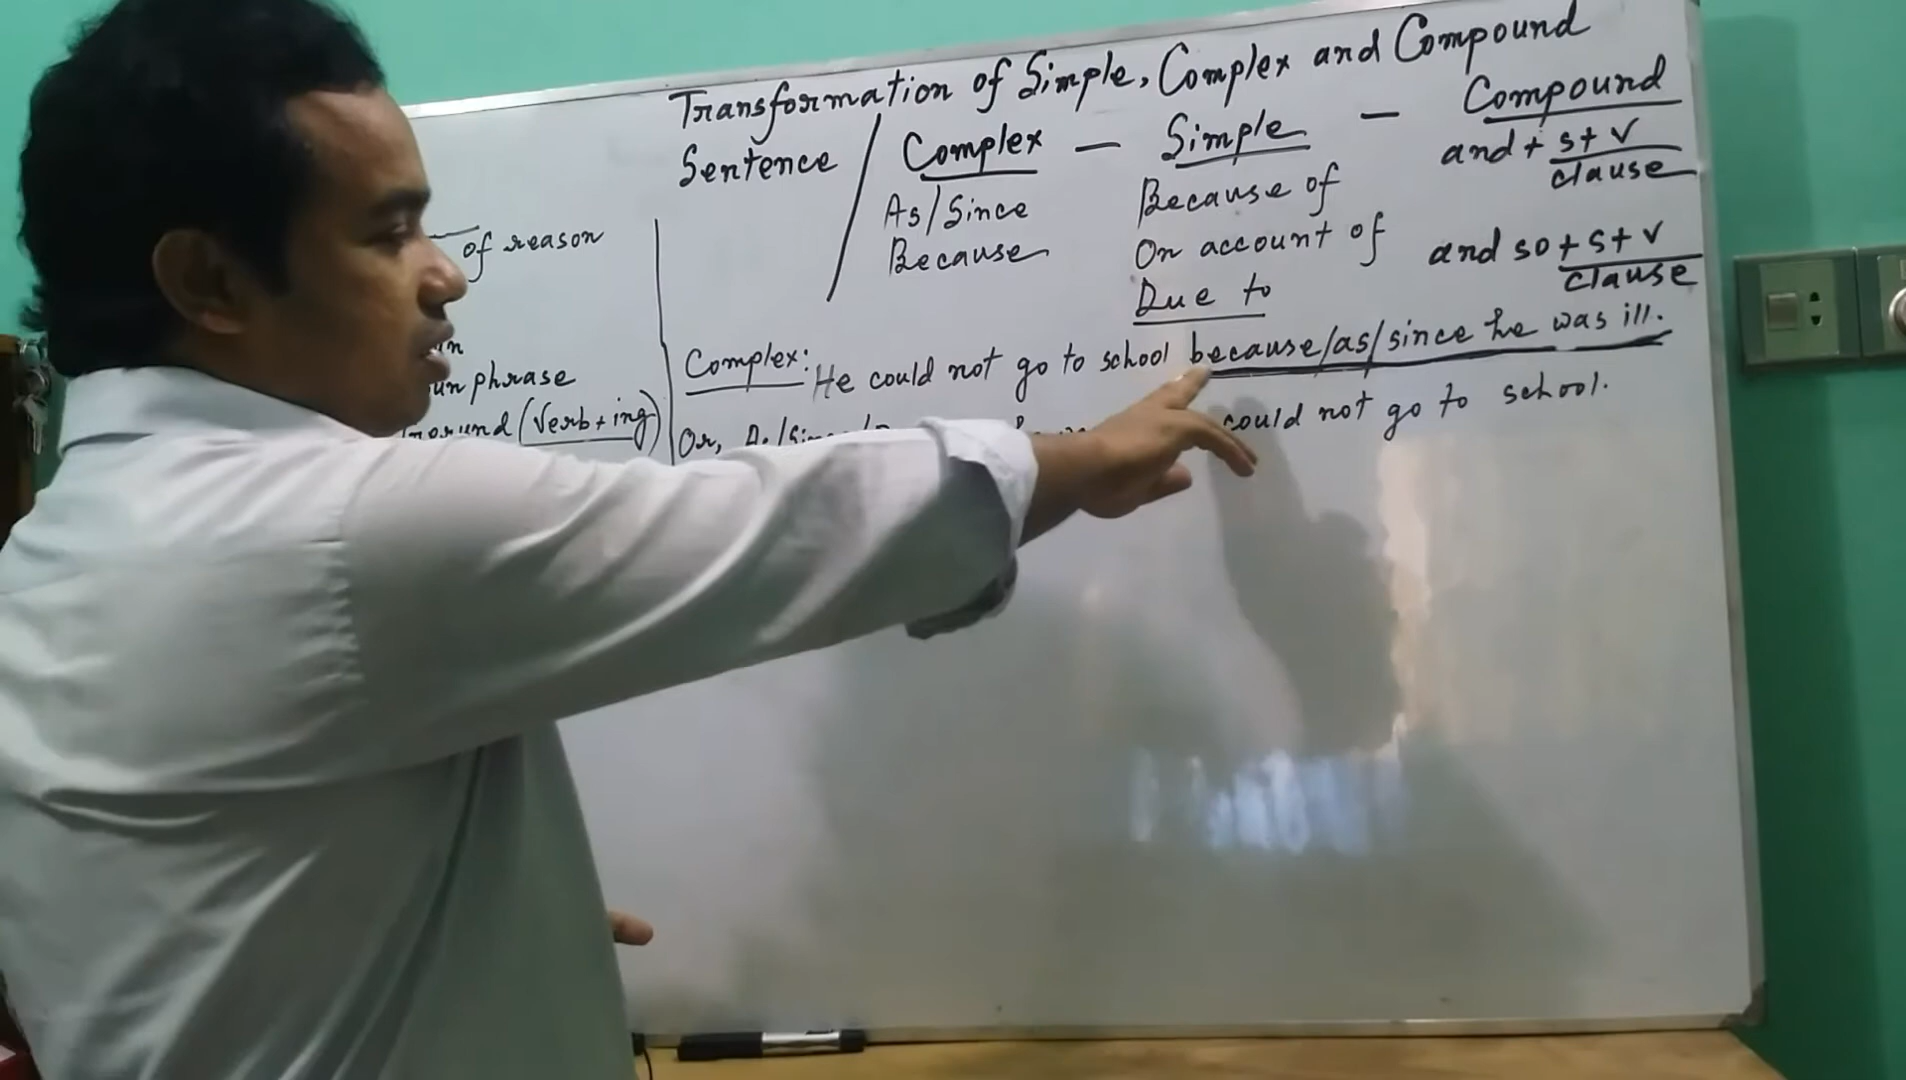 Transformation of Simple, Complex and Compound
Sentence / Complex — Simple — Compound
As/Since
Because
Because of
On account of
Due to
and + S + V
clause
and so + S + V
clause
of reason
phrase
(Verb + ing)
Complex: He could not go to school because/as/since he was ill.
Or, could not go to school.